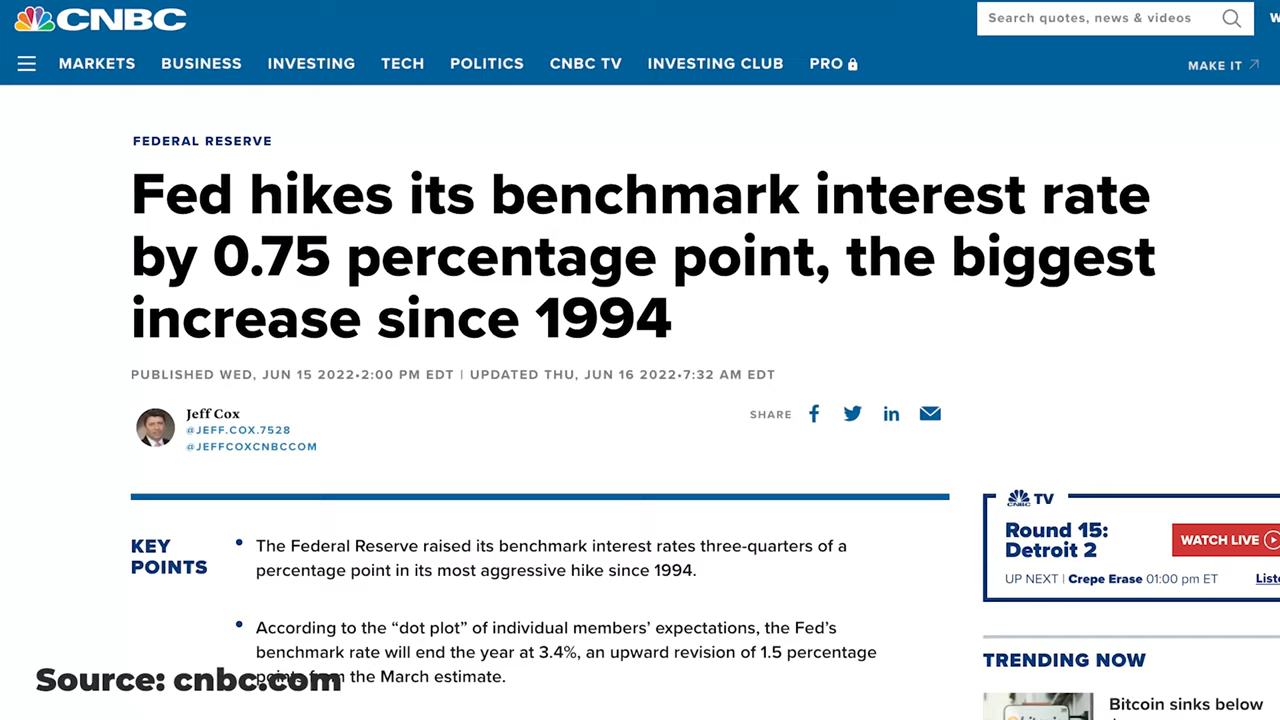 CNBC
Search quotes, news & videos
MARKETS BUSINESS INVESTING TECH POLITICS CNBC TV INVESTING CLUB PRO
MAKE IT
FEDERAL RESERVE
Fed hikes its benchmark interest rate
by 0.75 percentage point, the biggest
increase since 1994
PUBLISHED WED, JUN 15 2022•2:00 PM EDT | UPDATED THU, JUN 16 2022•7:32 AM EDT
Jeff Cox
@JEFF.COX.7528
@JEFFCOXCNBCCOM
SHARE
KEY
POINTS
• The Federal Reserve raised its benchmark interest rates three-quarters of a
percentage point in its most aggressive hike since 1994.
• According to the “dot plot” of individual members’ expectations, the Fed’s
benchmark rate will end the year at 3.4%, an upward revision of 1.5 percentage
points from the March estimate.
Source: cnbc.com
CNBC TV
Round 15:
Detroit 2
WATCH LIVE
UP NEXT | Crepe Erase 01:00 pm ET
TRENDING NOW
Bitcoin sinks below